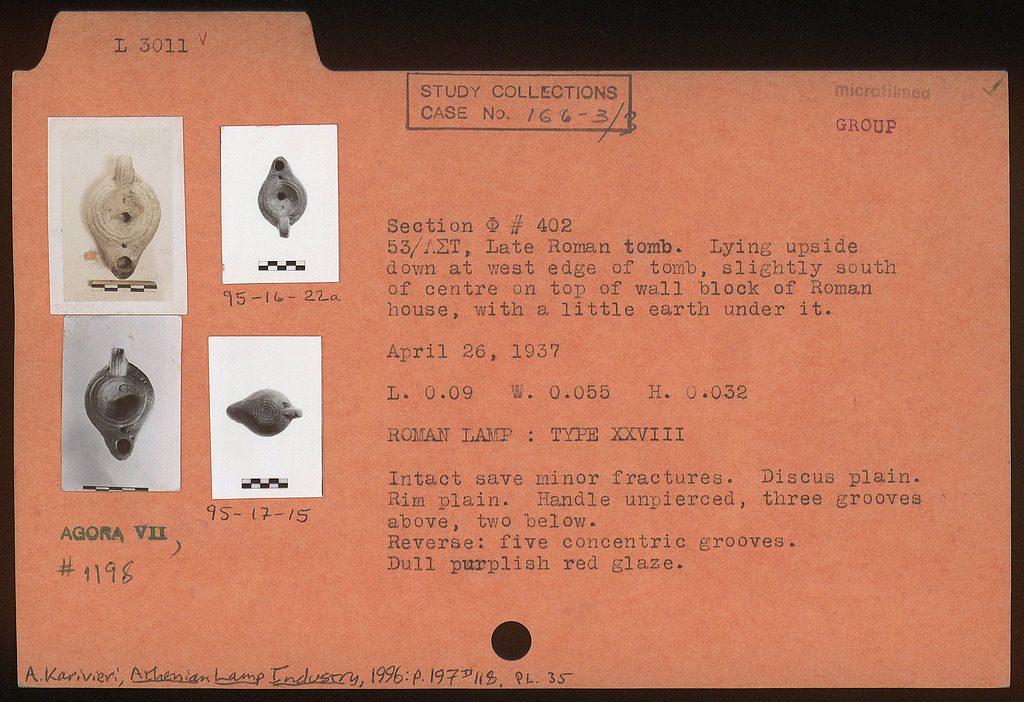 L 3011 √
STUDY COLLECTIONS
CASE No. 166-3/3
microfilmed
GROUP
95-16-22a
95-17-15
AGORA VII,
# 1198
Section Φ # 402
53/ΛΣΤ, Late Roman tomb. Lying upside
down at west edge of tomb, slightly south
of centre on top of wall block of Roman
house, with a little earth under it.
April 26, 1937
L. 0.09 W. 0.055 H. 0.032
ROMAN LAMP : TYPE XXVIII
Intact save minor fractures. Discus plain.
Rim plain. Handle unpierced, three grooves
above, two below.
Reverse: five concentric grooves.
Dull purplish red glaze.
A. Karivieri, Athenian Lamp Industry, 1996: p. 197 #118, PL. 35